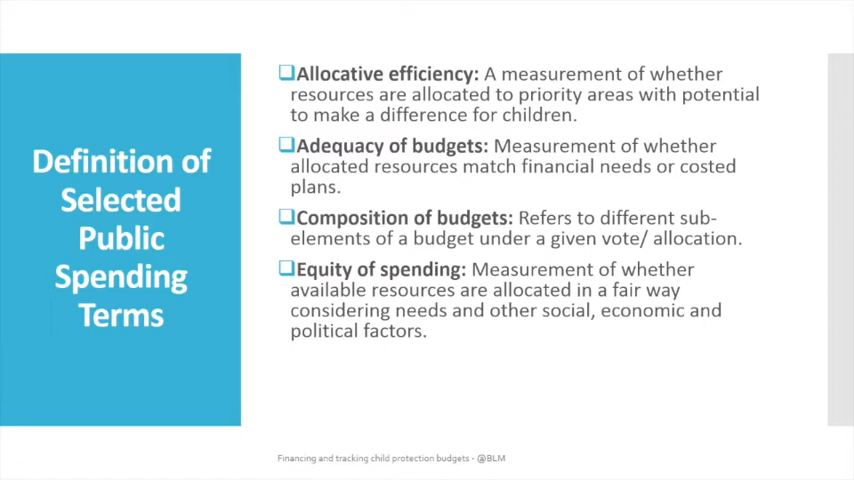 Definition of
Selected
Public
Spending
Terms
❑Allocative efficiency: A measurement of whether
resources are allocated to priority areas with potential
to make a difference for children.
❑Adequacy of budgets: Measurement of whether
allocated resources match financial needs or costed
plans.
❑Composition of budgets: Refers to different sub-
elements of a budget under a given vote/ allocation.
❑Equity of spending: Measurement of whether
available resources are allocated in a fair way
considering needs and other social, economic and
political factors.
Financing and tracking child protection budgets - @BLM